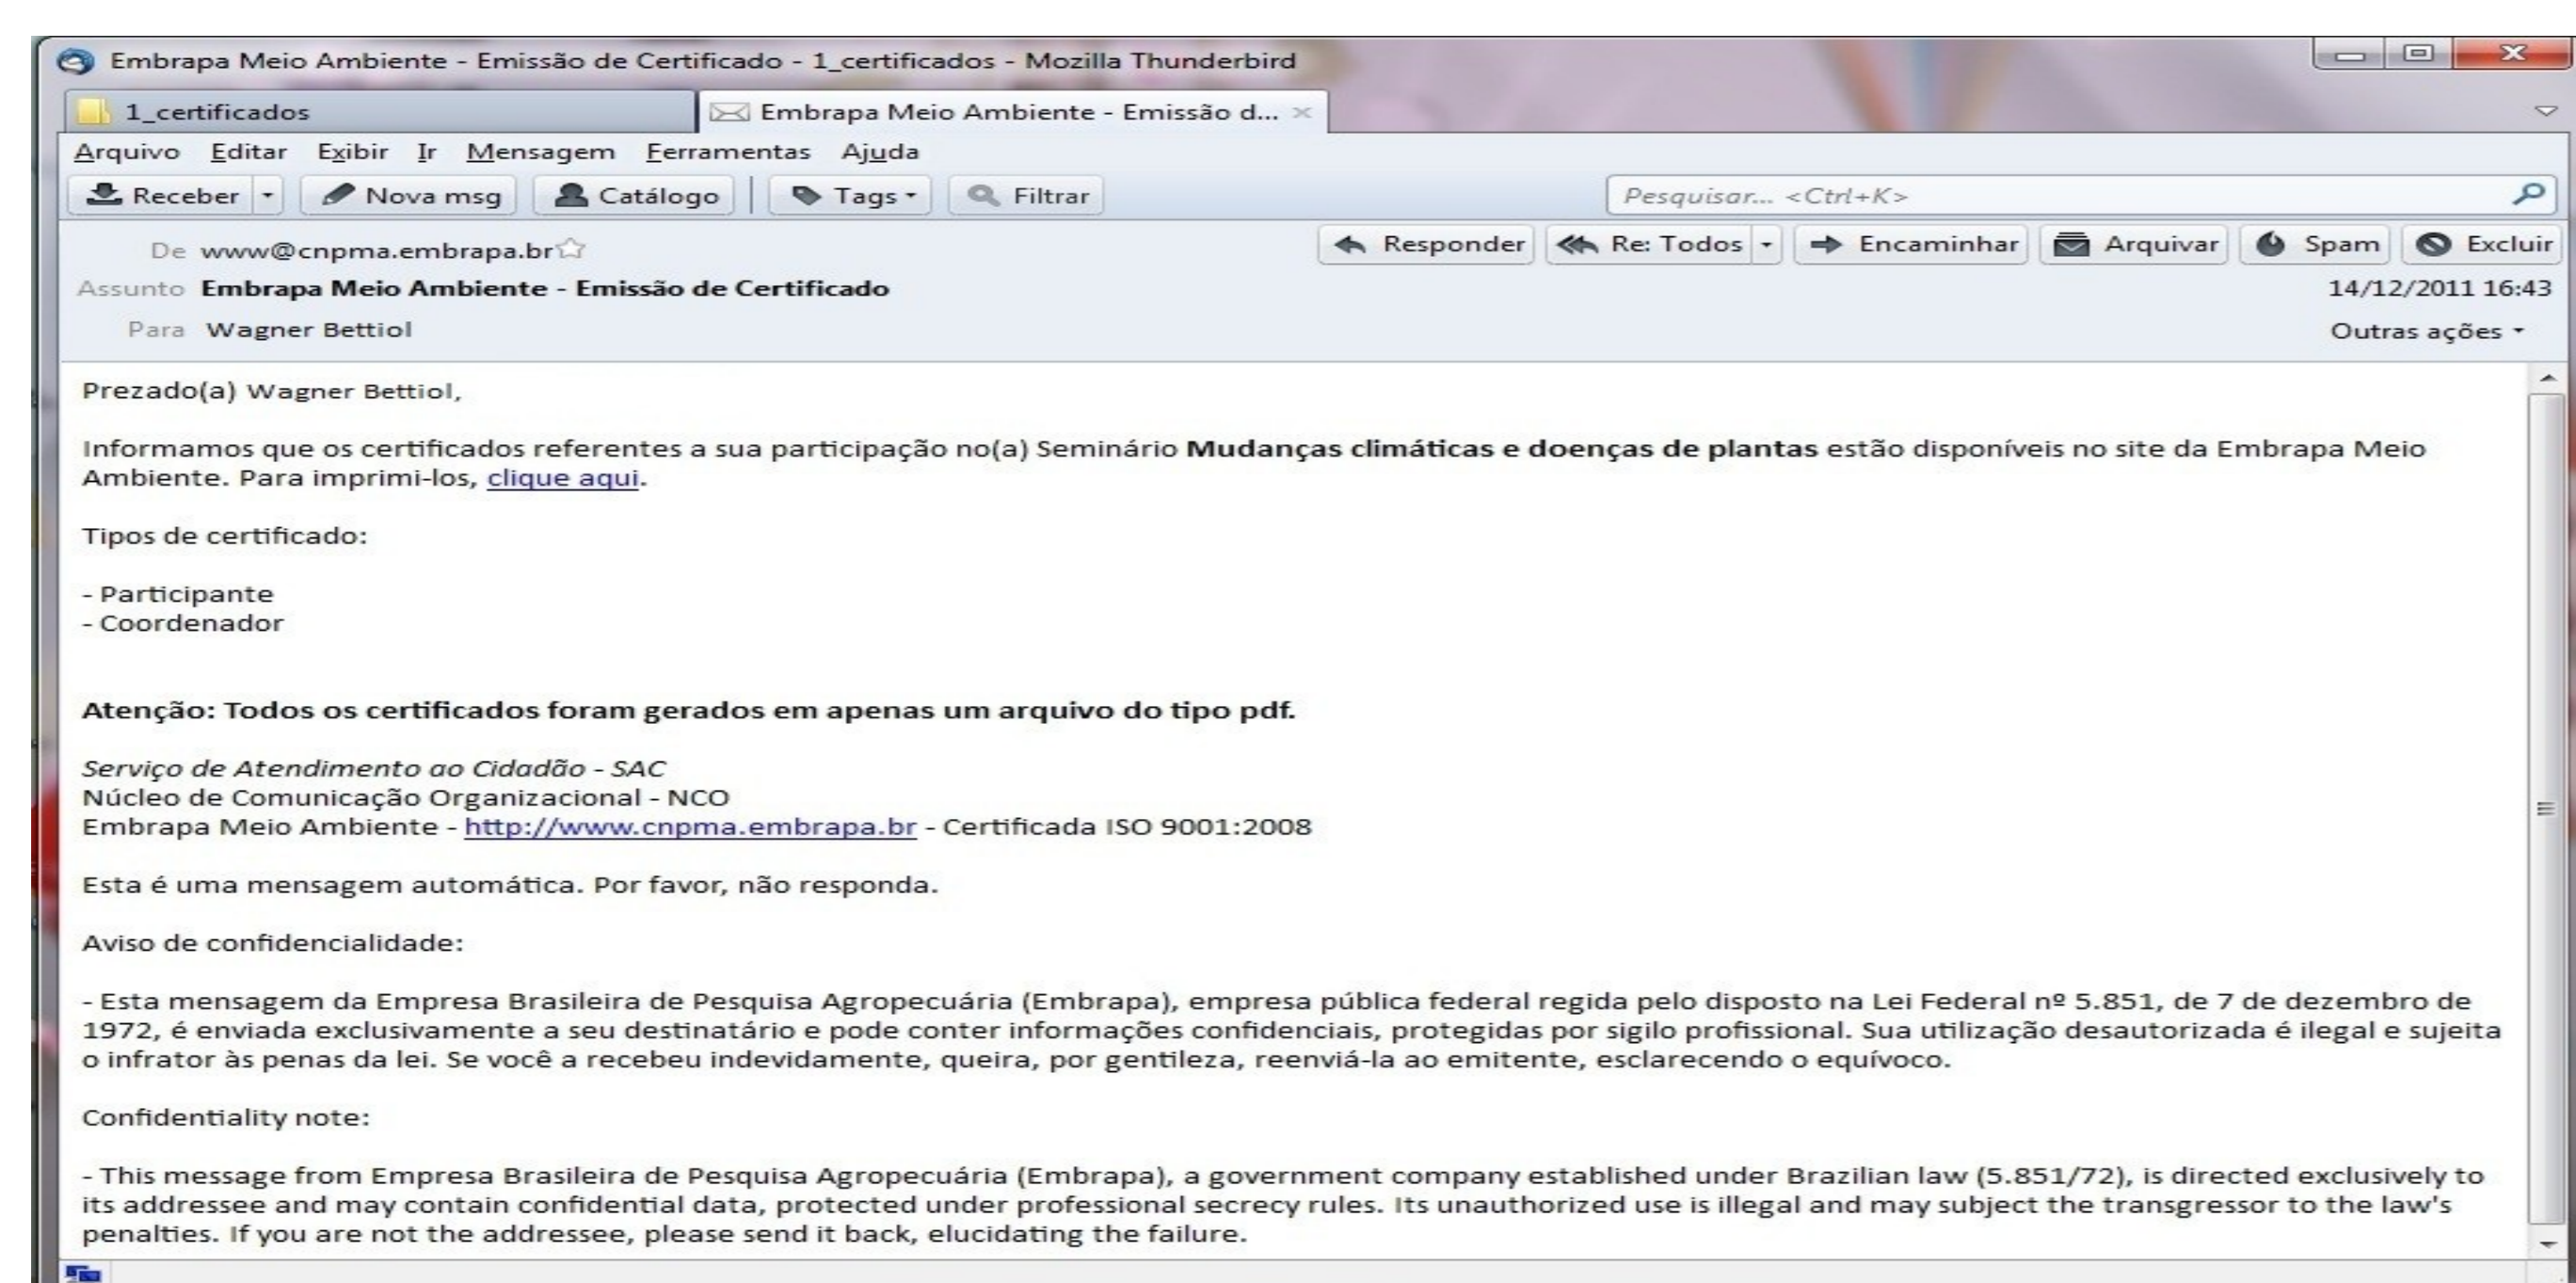 Embrapa Meio Ambiente - Emissão de Certificado - 1_certificados - Mozilla Thunderbird
1_certificados
Embrapa Meio Ambiente - Emissão d...
Arquivo Editar Exibir Ir Mensagem Ferramentas Ajuda
Receber Nova msg Catálogo Tags Filtrar Pesquisar... <Ctrl+K>
De www@cnpma.embrapa.br Responder Re: Todos Encaminhar Arquivar Spam Excluir
Assunto Embrapa Meio Ambiente - Emissão de Certificado 14/12/2011 16:43
Para Wagner Bettiol Outras ações
Prezado(a) Wagner Bettiol,
Informamos que os certificados referentes a sua participação no(a) Seminário Mudanças climáticas e doenças de plantas estão disponíveis no site da Embrapa Meio
Ambiente. Para imprimi-los, clique aqui.
Tipos de certificado:
- Participante
- Coordenador
Atenção: Todos os certificados foram gerados em apenas um arquivo do tipo pdf.
Serviço de Atendimento ao Cidadão - SAC
Núcleo de Comunicação Organizacional - NCO
Embrapa Meio Ambiente - http://www.cnpma.embrapa.br - Certificada ISO 9001:2008
Esta é uma mensagem automática. Por favor, não responda.
Aviso de confidencialidade:
- Esta mensagem da Empresa Brasileira de Pesquisa Agropecuária (Embrapa), empresa pública federal regida pelo disposto na Lei Federal nº 5.851, de 7 de dezembro de
1972, é enviada exclusivamente a seu destinatário e pode conter informações confidenciais, protegidas por sigilo profissional. Sua utilização desautorizada é ilegal e sujeita
o infrator às penas da lei. Se você a recebeu indevidamente, queira, por gentileza, reenviá-la ao emitente, esclarecendo o equívoco.
Confidentiality note:
- This message from Empresa Brasileira de Pesquisa Agropecuária (Embrapa), a government company established under Brazilian law (5.851/72), is directed exclusively to
its addressee and may contain confidential data, protected under professional secrecy rules. Its unauthorized use is illegal and may subject the transgressor to the law's
penalties. If you are not the addressee, please send it back, elucidating the failure.